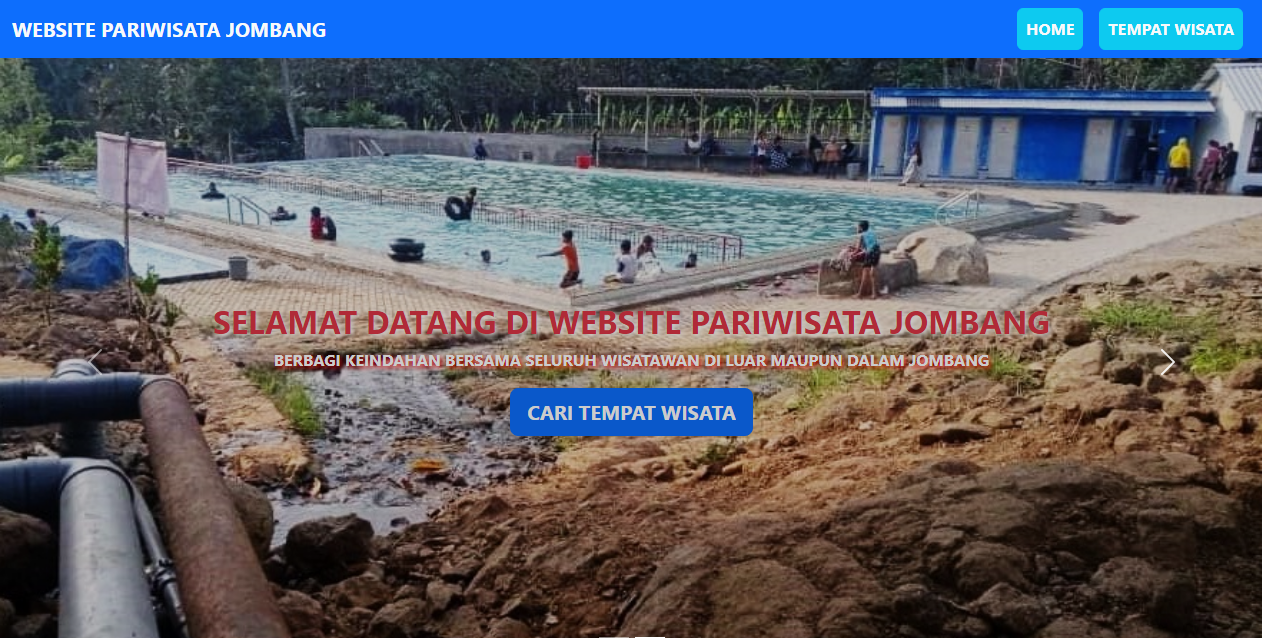 WEBSITE PARIWISATA JOMBANG
HOME
TEMPAT WISATA
SELAMAT DATANG DI WEBSITE PARIWISATA JOMBANG
BERBAGI KEINDAHAN BERSAMA SELURUH WISATAWAN DI LUAR MAUPUN DALAM JOMBANG
CARI TEMPAT WISATA